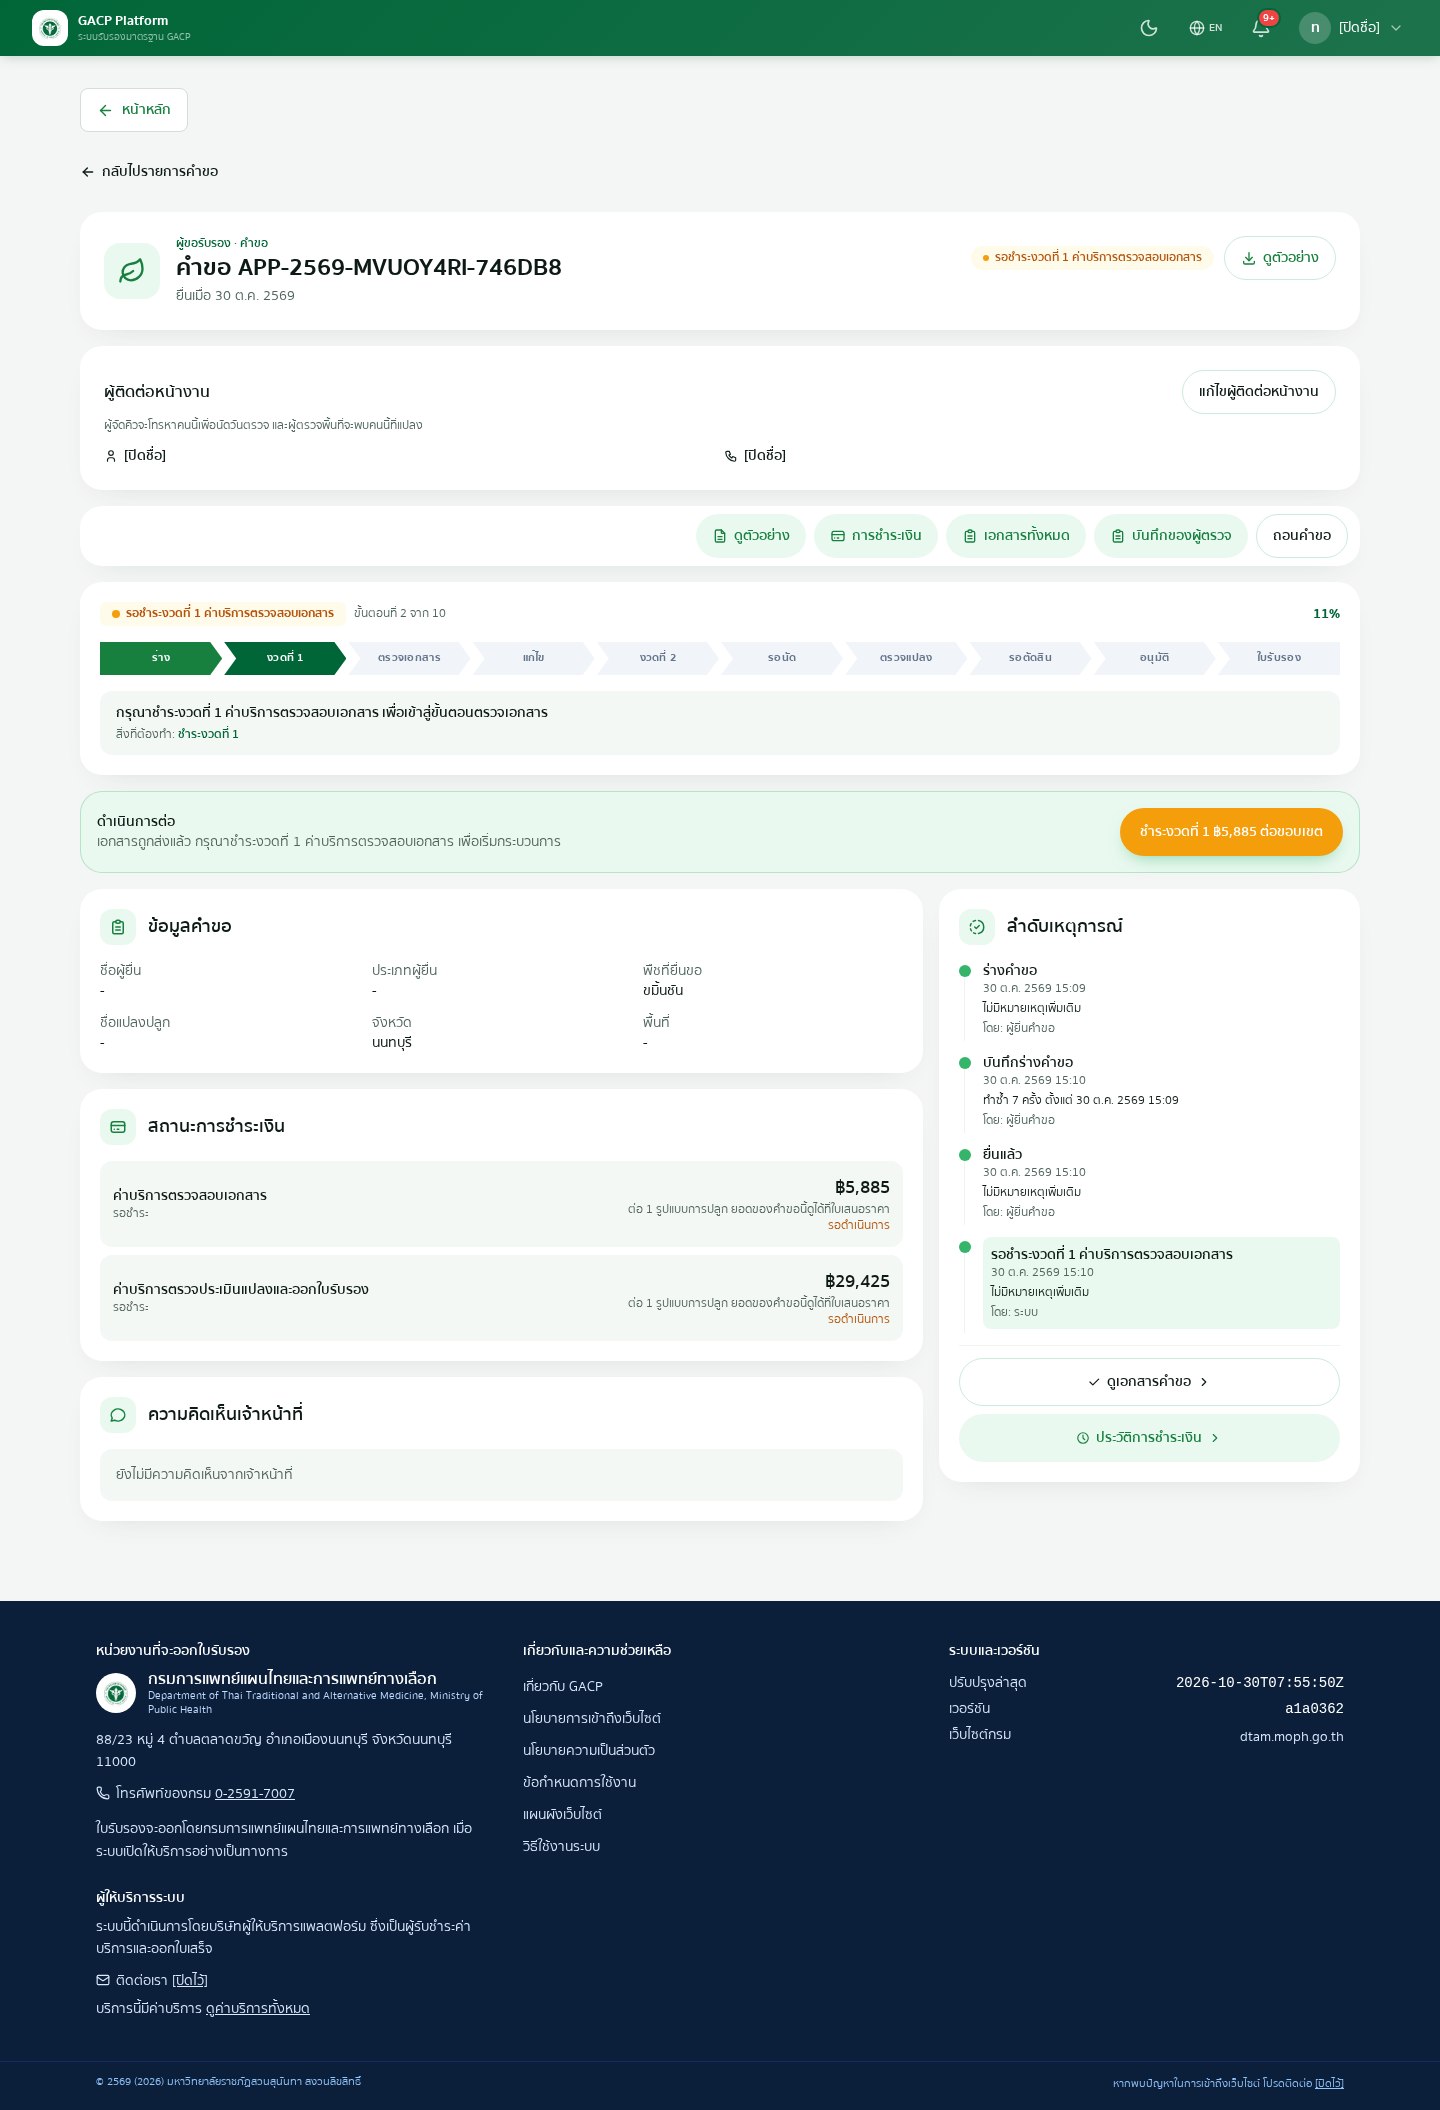 GACP Platform
ระบบรับรองมาตรฐาน GACP
EN
9+
ท
[ปิดชื่อ]
หน้าหลัก
กลับไปรายการคำขอ
ผู้ขอรับรอง · คำขอ
คำขอ APP-2569-MVUOY4RI-746DB8
ยื่นเมื่อ 30 ต.ค. 2569
รอชำระงวดที่ 1 ค่าบริการตรวจสอบเอกสาร
ดูตัวอย่าง
ผู้ติดต่อหน้างาน
แก้ไขผู้ติดต่อหน้างาน
ผู้จัดคิวจะโทรหาคนนี้เพื่อนัดวันตรวจ และผู้ตรวจพื้นที่จะพบคนนี้ที่แปลง
[ปิดชื่อ]
[ปิดชื่อ]
ดูตัวอย่าง
การชำระเงิน
เอกสารทั้งหมด
บันทึกของผู้ตรวจ
ถอนคำขอ
รอชำระงวดที่ 1 ค่าบริการตรวจสอบเอกสาร
ขั้นตอนที่ 2 จาก 10
11%
ร่าง
งวดที่ 1
ตรวจเอกสาร
แก้ไข
งวดที่ 2
รอนัด
ตรวจแปลง
รอตัดสิน
อนุมัติ
ใบรับรอง
กรุณาชำระงวดที่ 1 ค่าบริการตรวจสอบเอกสาร เพื่อเข้าสู่ขั้นตอนตรวจเอกสาร
สิ่งที่ต้องทำ: ชำระงวดที่ 1
ดำเนินการต่อ
เอกสารถูกส่งแล้ว กรุณาชำระงวดที่ 1 ค่าบริการตรวจสอบเอกสาร เพื่อเริ่มกระบวนการ
ชำระงวดที่ 1 ฿5,885 ต่อขอบเขต
ข้อมูลคำขอ
ชื่อผู้ยื่น
ประเภทผู้ยื่น
พืชที่ยื่นขอ
-
-
ขมิ้นชัน
ชื่อแปลงปลูก
จังหวัด
พื้นที่
-
นนทบุรี
-
สถานะการชำระเงิน
ค่าบริการตรวจสอบเอกสาร
รอชำระ
฿5,885
ต่อ 1 รูปแบบการปลูก ยอดของคำขอนี้ดูได้ที่ใบเสนอราคา
รอดำเนินการ
ค่าบริการตรวจประเมินแปลงและออกใบรับรอง
รอชำระ
฿29,425
ต่อ 1 รูปแบบการปลูก ยอดของคำขอนี้ดูได้ที่ใบเสนอราคา
รอดำเนินการ
ความคิดเห็นเจ้าหน้าที่
ยังไม่มีความคิดเห็นจากเจ้าหน้าที่
ลำดับเหตุการณ์
ร่างคำขอ
30 ต.ค. 2569 15:09
ไม่มีหมายเหตุเพิ่มเติม
โดย: ผู้ยื่นคำขอ
บันทึกร่างคำขอ
30 ต.ค. 2569 15:10
ทำซ้ำ 7 ครั้ง ตั้งแต่ 30 ต.ค. 2569 15:09
โดย: ผู้ยื่นคำขอ
ยื่นแล้ว
30 ต.ค. 2569 15:10
ไม่มีหมายเหตุเพิ่มเติม
โดย: ผู้ยื่นคำขอ
รอชำระงวดที่ 1 ค่าบริการตรวจสอบเอกสาร
30 ต.ค. 2569 15:10
ไม่มีหมายเหตุเพิ่มเติม
โดย: ระบบ
ดูเอกสารคำขอ
ประวัติการชำระเงิน
หน่วยงานที่จะออกใบรับรอง
กรมการแพทย์แผนไทยและการแพทย์ทางเลือก
Department of Thai Traditional and Alternative Medicine, Ministry of
Public Health
88/23 หมู่ 4 ตำบลตลาดขวัญ อำเภอเมืองนนทบุรี จังหวัดนนทบุรี
11000
โทรศัพท์ของกรม 0-2591-7007
ใบรับรองจะออกโดยกรมการแพทย์แผนไทยและการแพทย์ทางเลือก เมื่อ
ระบบเปิดให้บริการอย่างเป็นทางการ
ผู้ให้บริการระบบ
ระบบนี้ดำเนินการโดยบริษัทผู้ให้บริการแพลตฟอร์ม ซึ่งเป็นผู้รับชำระค่า
บริการและออกใบเสร็จ
ติดต่อเรา [ปิดไว้]
บริการนี้มีค่าบริการ ดูค่าบริการทั้งหมด
เกี่ยวกับและความช่วยเหลือ
เกี่ยวกับ GACP
นโยบายการเข้าถึงเว็บไซต์
นโยบายความเป็นส่วนตัว
ข้อกำหนดการใช้งาน
แผนผังเว็บไซต์
วิธีใช้งานระบบ
ระบบและเวอร์ชัน
ปรับปรุงล่าสุด 2026-10-30T07:55:50Z
เวอร์ชัน a1a0362
เว็บไซต์กรม dtam.moph.go.th
© 2569 (2026) มหาวิทยาลัยราชภัฏสวนสุนันทา สงวนลิขสิทธิ์
หากพบปัญหาในการเข้าถึงเว็บไซต์ โปรดติดต่อ [ปิดไว้]